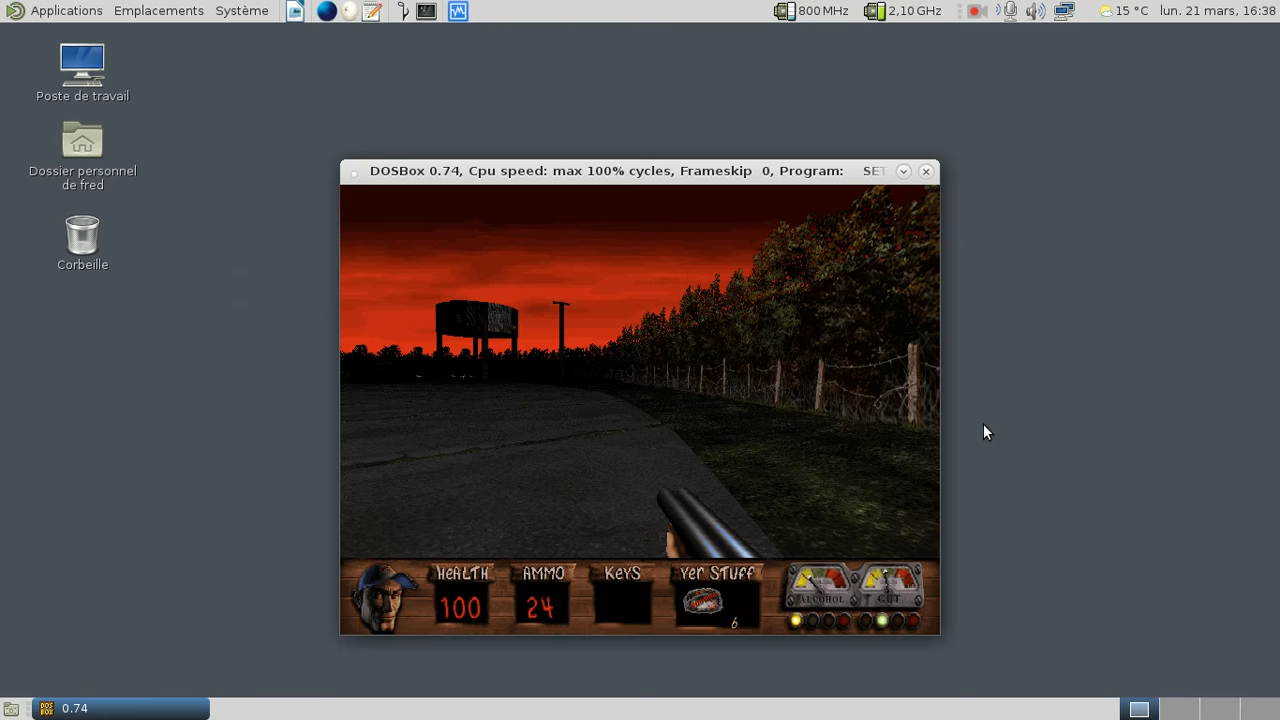 Applications Emplacements Système 800 MHz 2,10 GHz 15 °C lun. 21 mars, 16:38
Poste de travail
Dossier personnel
de fred
Corbeille
DOSBox 0.74, Cpu speed: max 100% cycles, Frameskip 0, Program: SET
HEALTH AMMO KEYS YER STUFF
100 24
6
ALCOHOL GUT
DOS
BOX
0.74